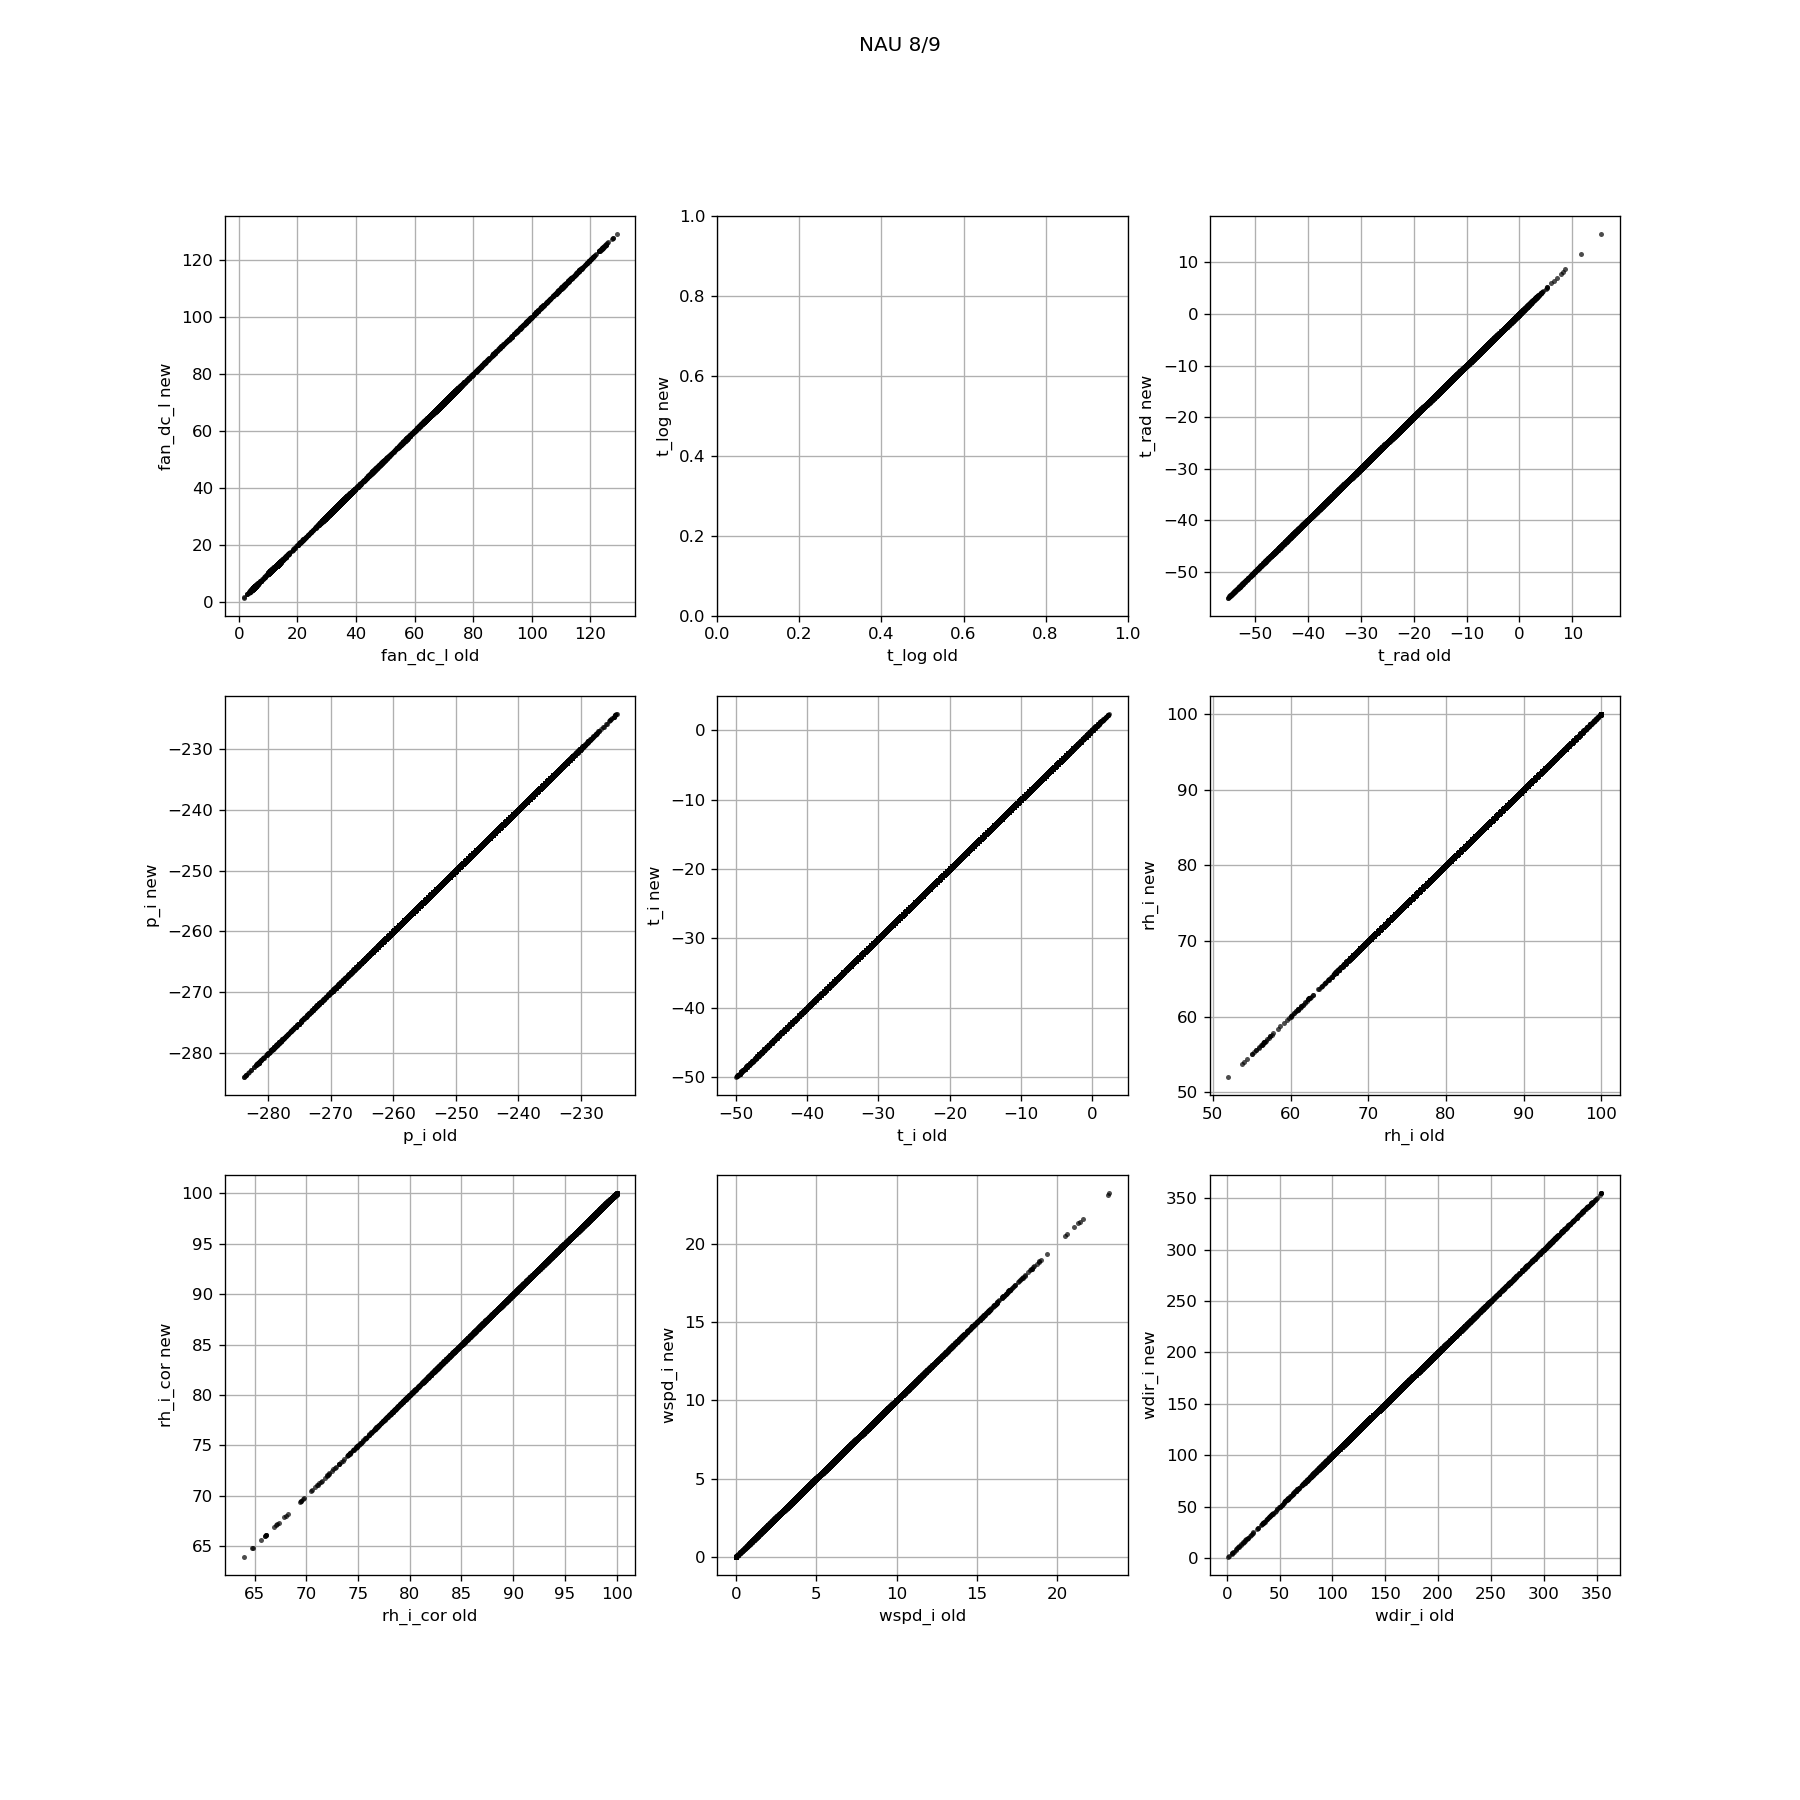 NAU 8/9
120
100
80
60
40
20
0
fan_dc_l new
0 20 40 60 80 100 120
fan_dc_l old
1.0
0.8
0.6
0.4
0.2
0.0
t_log new
0.0 0.2 0.4 0.6 0.8 1.0
t_log old
10
0
−10
−20
−30
−40
−50
t_rad new
−50 −40 −30 −20 −10 0 10
t_rad old
−230
−240
−250
−260
−270
−280
p_i new
−280 −270 −260 −250 −240 −230
p_i old
0
−10
−20
−30
−40
−50
t_i new
−50 −40 −30 −20 −10 0
t_i old
100
90
80
70
60
50
rh_i new
50 60 70 80 90 100
rh_i old
100
95
90
85
80
75
70
65
rh_i_cor new
65 70 75 80 85 90 95 100
rh_i_cor old
20
15
10
5
0
wspd_i new
0 5 10 15 20
wspd_i old
350
300
250
200
150
100
50
0
wdir_i new
0 50 100 150 200 250 300 350
wdir_i old